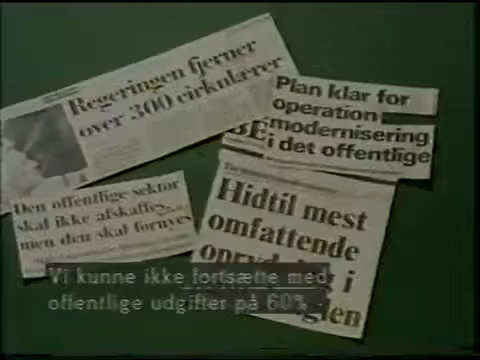 Regeringen fjerner
over 300 cirkulærer
Plan klar for
operation
modernisering
i det offentlige
Den offentlige sektor
skal ikke afskaffes
men den skal fornyes
Hidtil mest
omfattende
i
Vi kunne ikke fortsætte med
offentlige udgifter på 60%